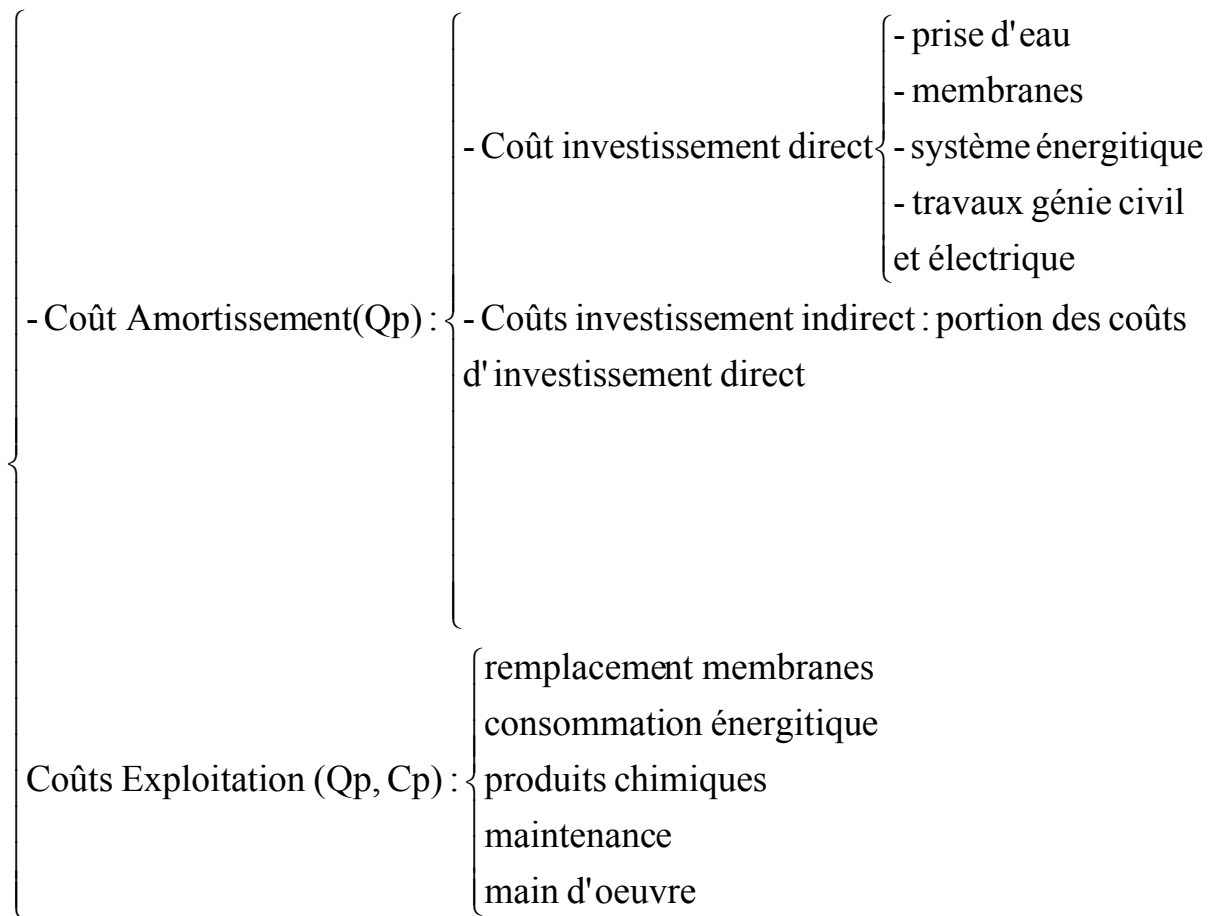 - prise d'eau
- membranes
- Coût investissement direct
- système énergitique
- travaux génie civil
et électrique
- Coût Amortissement(Qp) :
- Coûts investissement indirect : portion des coûts
d'investissement direct
remplacement membranes
consommation énergitique
Coûts Exploitation (Qp, Cp) :
produits chimiques
maintenance
main d'oeuvre